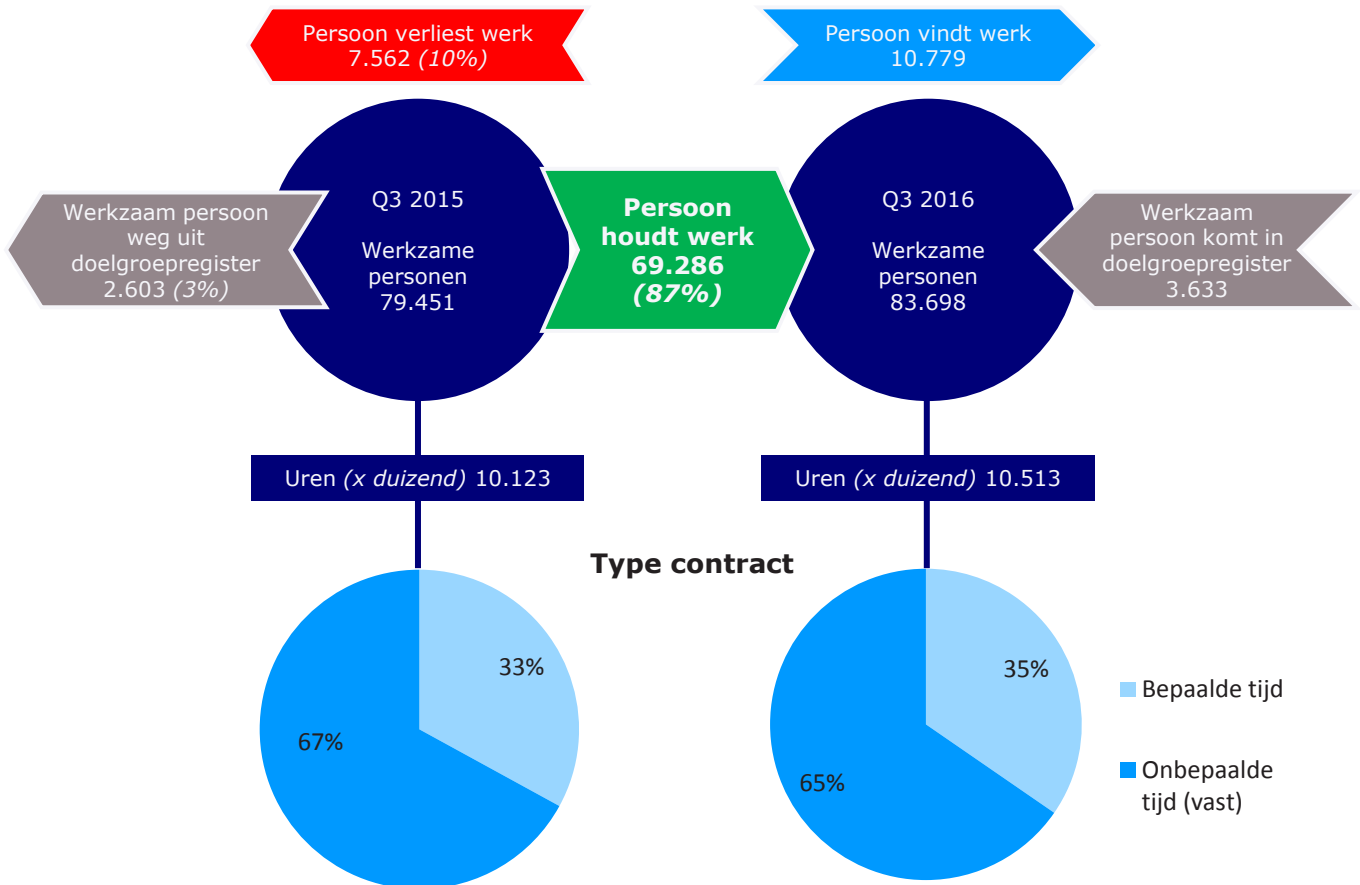 Persoon verliest werk
7.562 (10%)
Persoon vindt werk
10.779
Werkzaam persoon
weg uit
doelgroepregister
2.603 (3%)
Q3 2015
Werkzame
personen
79.451
Persoon
houdt werk
69.286
(87%)
Q3 2016
Werkzame
personen
83.698
Werkzaam
persoon komt in
doelgroepregister
3.633
Uren (x duizend) 10.123
Uren (x duizend) 10.513
Type contract
33%
67%
35%
65%
Bepaalde tijd
Onbepaalde
tijd (vast)